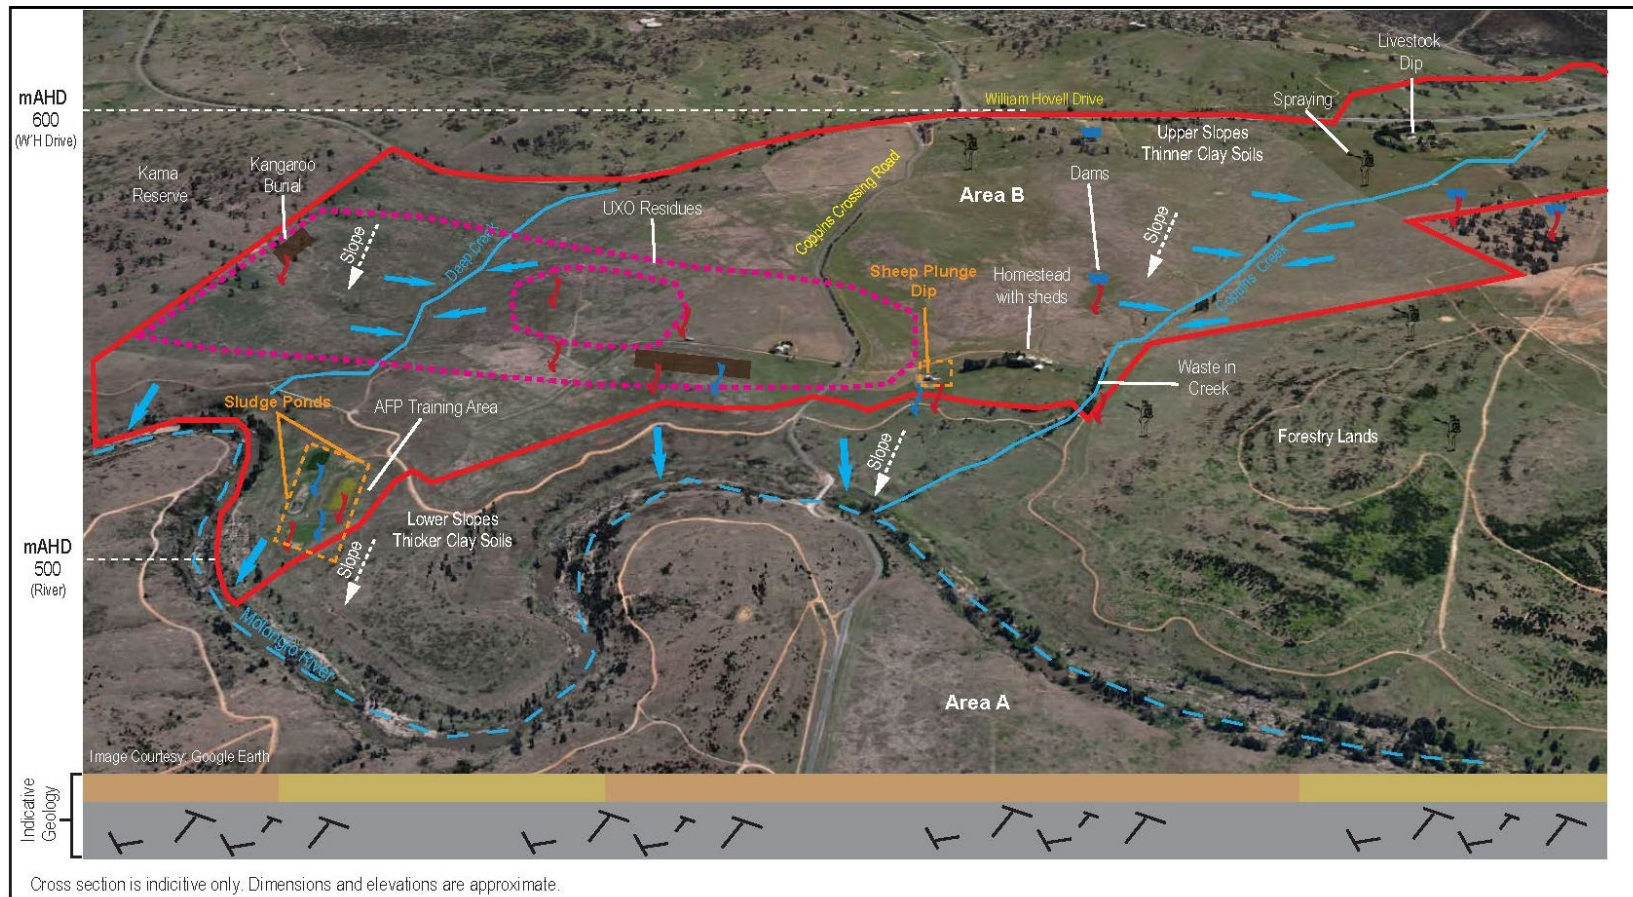 Livestock
Dip
mAHD
600
(W'H Drive)
William Hovell Drive
Spraying
Upper Slopes
Thinner Clay Soils
Kama
Reserve
Kangaroo
Burial
UXO Residues
Coppins Crossing Road
Area B
Dams
Slope
Slope
Deep Creek
Sheep Plunge
Dip
Homestead
with sheds
Coppins Creek
Waste in
Creek
Sludge Ponds
AFP Training Area
Slope
Forestry Lands
Lower Slopes
Thicker Clay Soils
mAHD
500
(River)
Slope
Molonglo River
Area A
Image Courtesy: Google Earth
Indicative
Geology
Cross section is indicitive only. Dimensions and elevations are approximate.